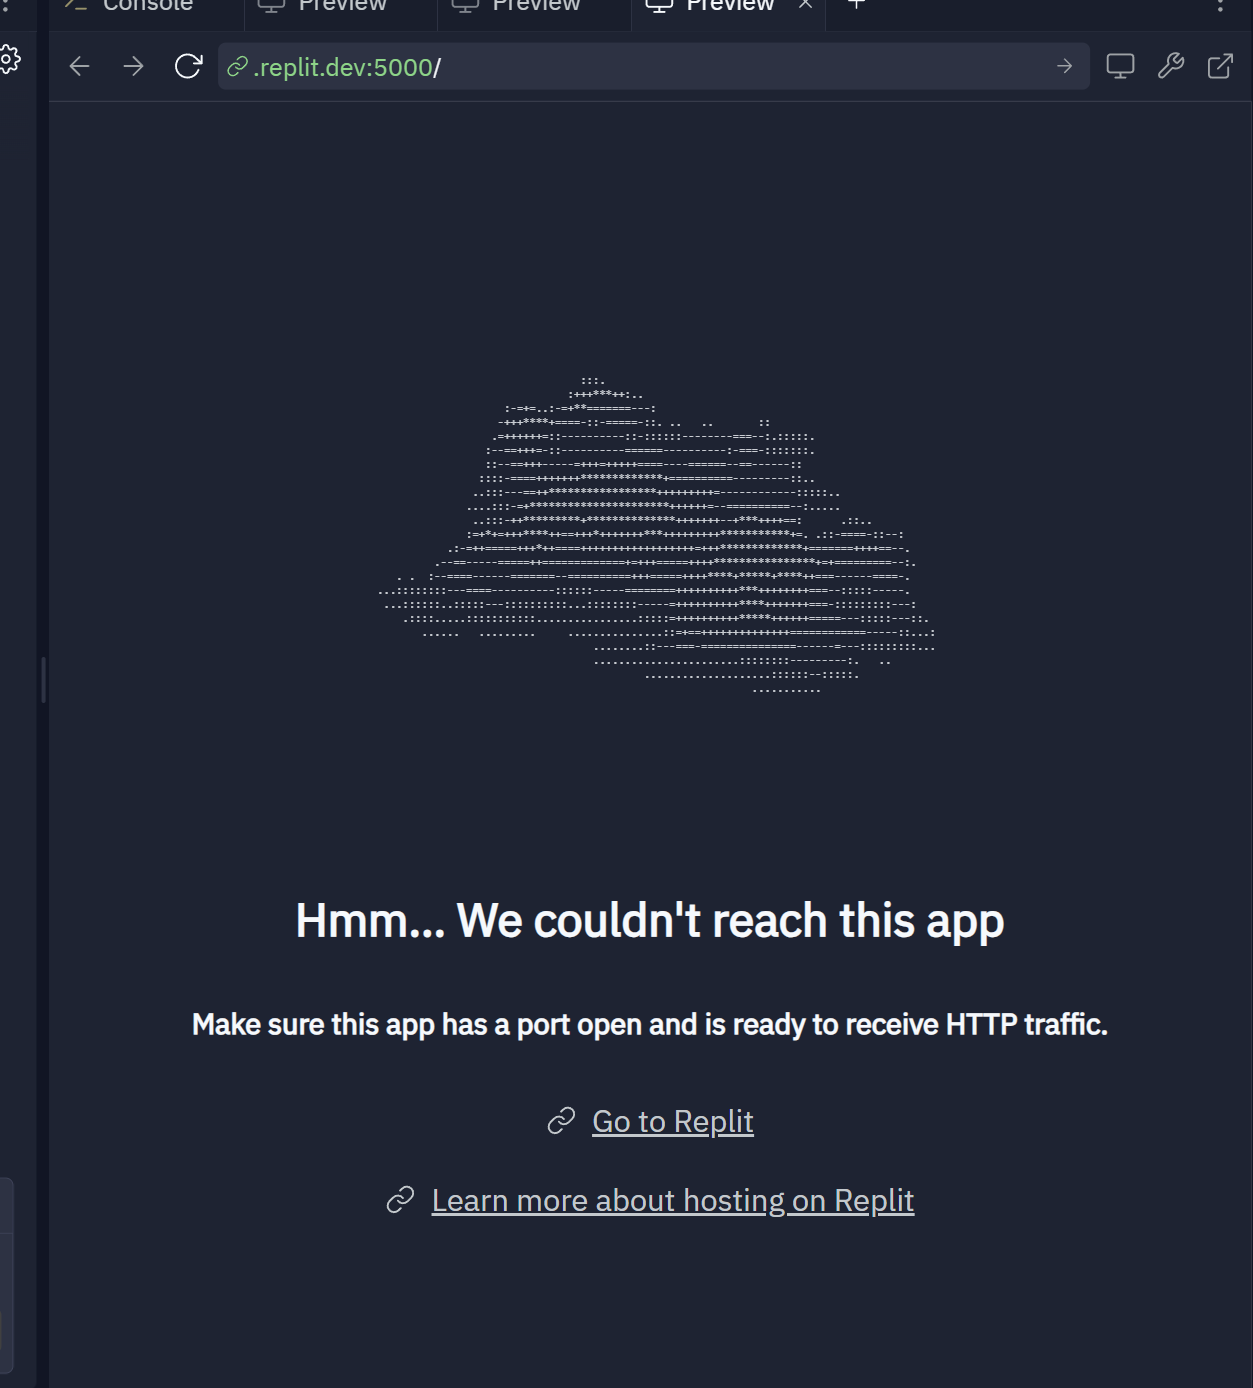 Console
Preview
Preview
Preview
.replit.dev:5000/
Hmm... We couldn't reach this app
Make sure this app has a port open and is ready to receive HTTP traffic.
Go to Replit
Learn more about hosting on Replit